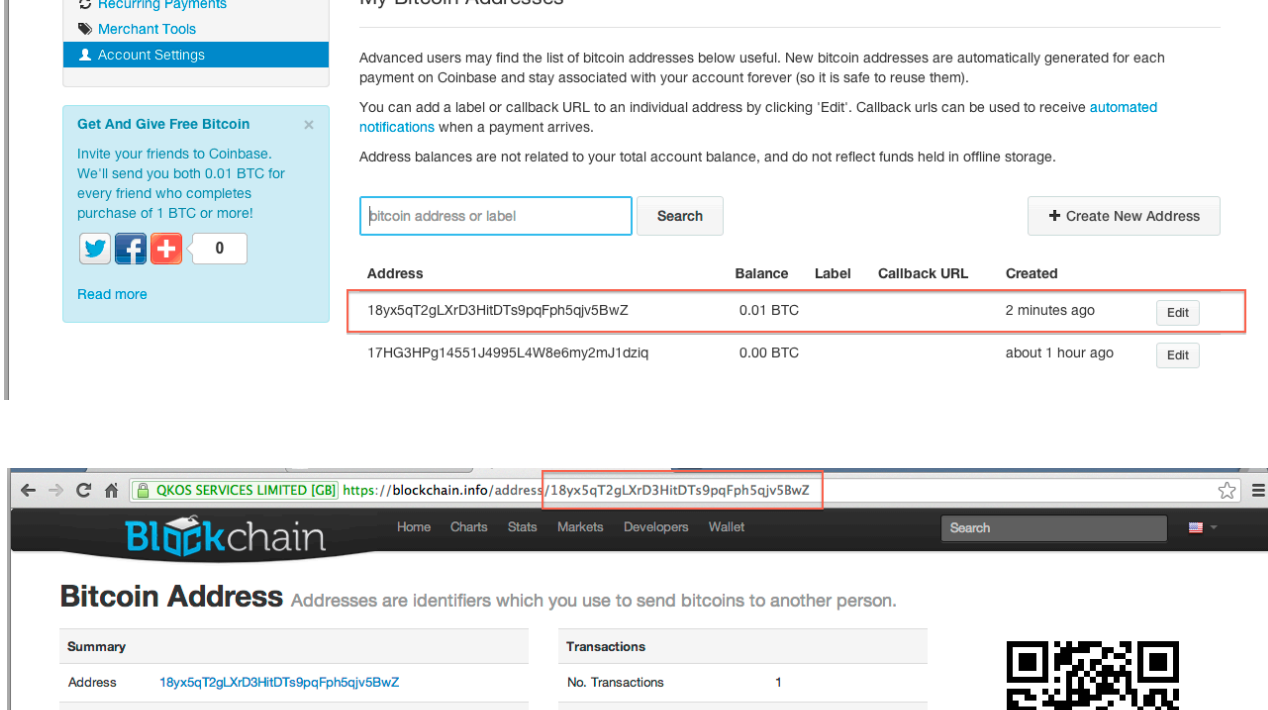 Recurring Payments
My Bitcoin Addresses
Merchant Tools
Account Settings
Advanced users may find the list of bitcoin addresses below useful. New bitcoin addresses are automatically generated for each
payment on Coinbase and stay associated with your account forever (so it is safe to reuse them).
You can add a label or callback URL to an individual address by clicking 'Edit'. Callback urls can be used to receive automated
notifications when a payment arrives.
Address balances are not related to your total account balance, and do not reflect funds held in offline storage.
Get And Give Free Bitcoin ×
Invite your friends to Coinbase.
We'll send you both 0.01 BTC for
every friend who completes
purchase of 1 BTC or more!
0
Read more
bitcoin address or label Search + Create New Address
Address Balance Label Callback URL Created
18yx5qT2gLXrD3HitDTs9pqFph5qjv5BwZ 0.01 BTC 2 minutes ago Edit
17HG3HPg14551J4995L4W8e6my2mJ1dziq 0.00 BTC about 1 hour ago Edit
QKOS SERVICES LIMITED [GB] https://blockchain.info/address/18yx5qT2gLXrD3HitDTs9pqFph5qjv5BwZ
Blockchain Home Charts Stats Markets Developers Wallet Search
Bitcoin Address Addresses are identifiers which you use to send bitcoins to another person.
Summary Transactions
Address 18yx5qT2gLXrD3HitDTs9pqFph5qjv5BwZ No. Transactions 1